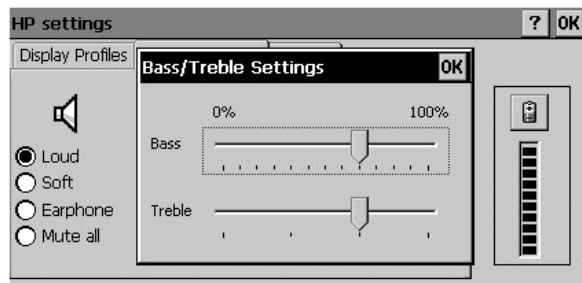 HP settings ? OK
Display Profiles
Bass/Treble Settings OK
0% 100%
Bass
Treble
Loud
Soft
Earphone
Mute all